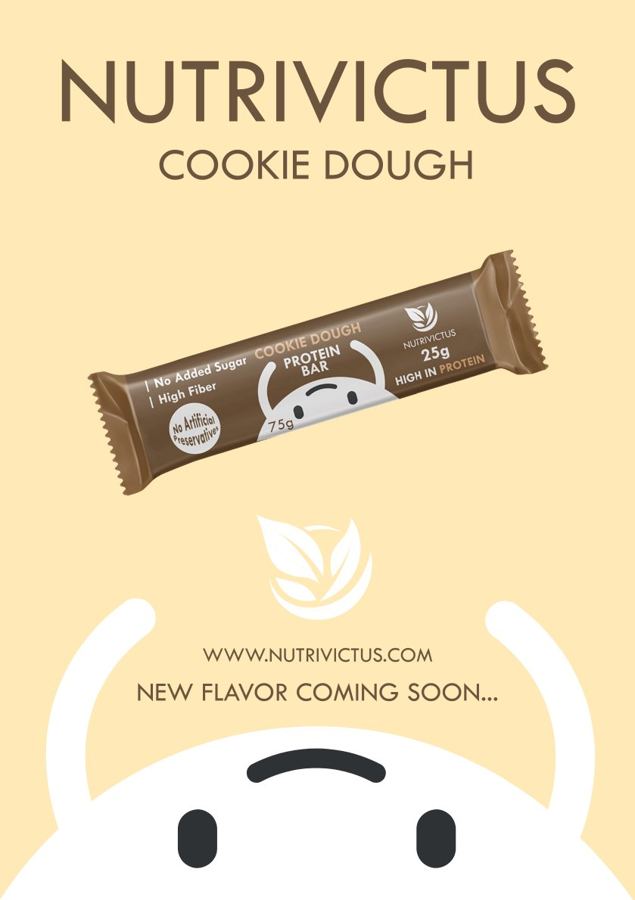 NUTRIVICTUS
COOKIE DOUGH
| No Added Sugar
| High Fiber
No Artificial
Preservatives
COOKIE DOUGH
PROTEIN
BAR
75g
NUTRIVICTUS
25g
HIGH IN PROTEIN
WWW.NUTRIVICTUS.COM
NEW FLAVOR COMING SOON...